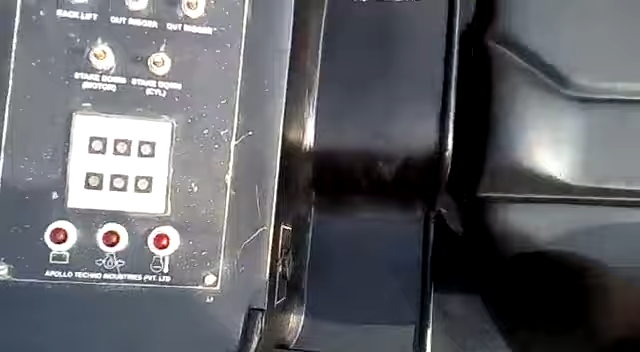 BACK LIFT OUT RIGGER OUT RIGGER
STAKE DOWN (MOTOR) STAKE DOWN (CYL)
APOLLO TECHNO INDUSTRIES PVT. LTD